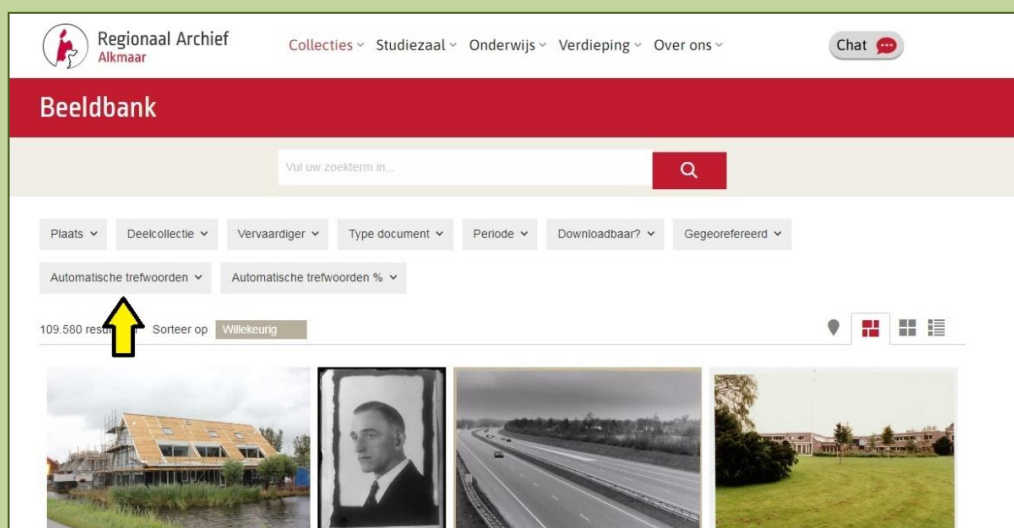 Regionaal Archief
Alkmaar
Collecties Studiezaal Onderwijs Verdieping Over ons
Chat
Beeldbank
Vul uw zoekterm in...
Plaats Deelcollectie Vervaardiger Type document Periode Downloadbaar? Gegeorefereerd
Automatische trefwoorden Automatische trefwoorden %
109.580 Sorteer op Willekeurig